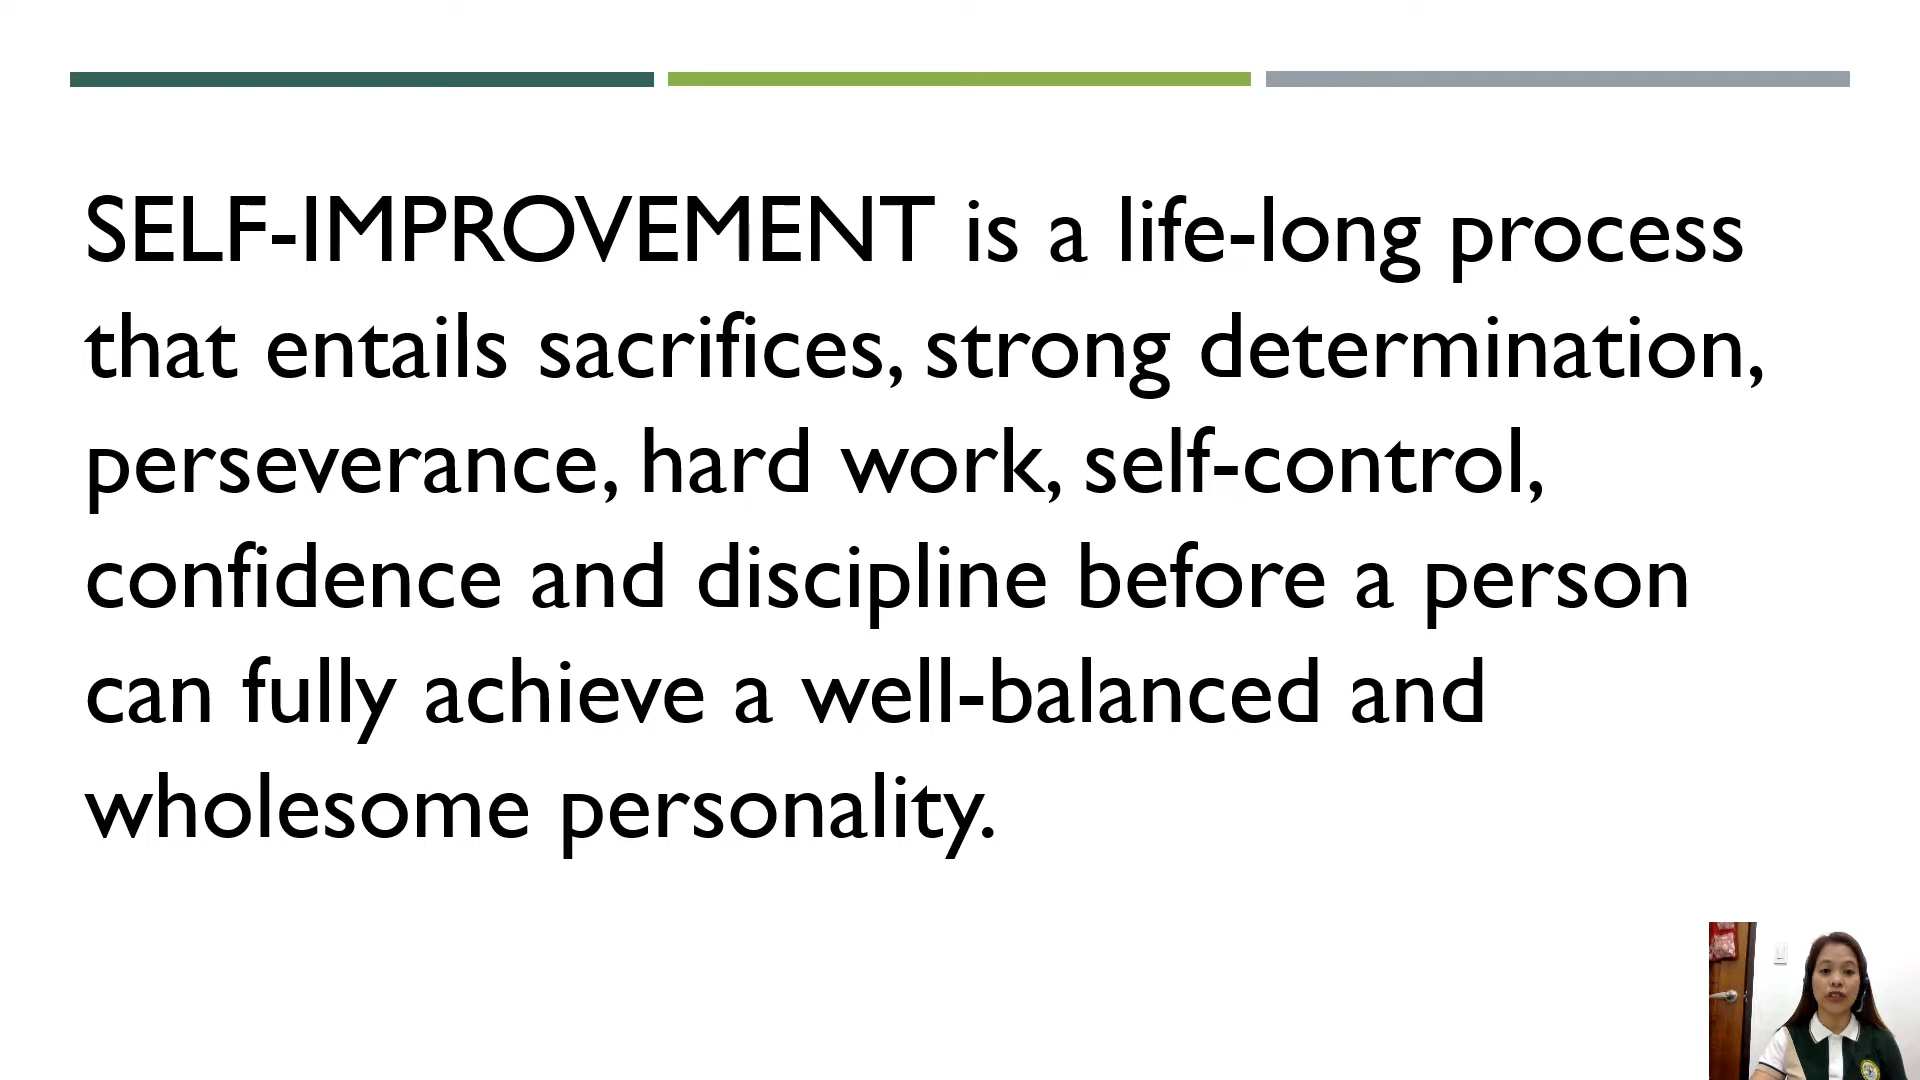 SELF-IMPROVEMENT is a life-long process
that entails sacrifices, strong determination,
perseverance, hard work, self-control,
confidence and discipline before a person
can fully achieve a well-balanced and
wholesome personality.